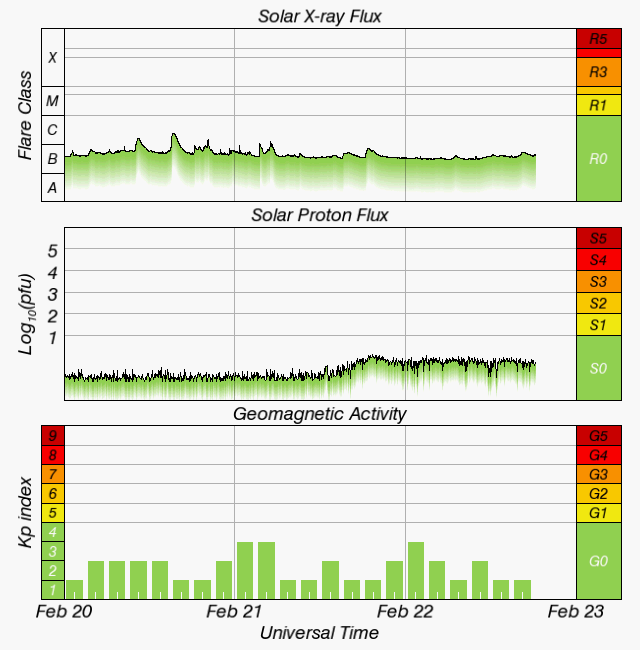 Solar X-ray Flux
Flare Class
X
M
C
B
A
R5
R3
R1
R0
Solar Proton Flux
Log10(pfu)
5
4
3
2
1
S5
S4
S3
S2
S1
S0
Geomagnetic Activity
Kp index
9
8
7
6
5
4
3
2
1
G5
G4
G3
G2
G1
G0
Feb 20 Feb 21 Feb 22 Feb 23
Universal Time